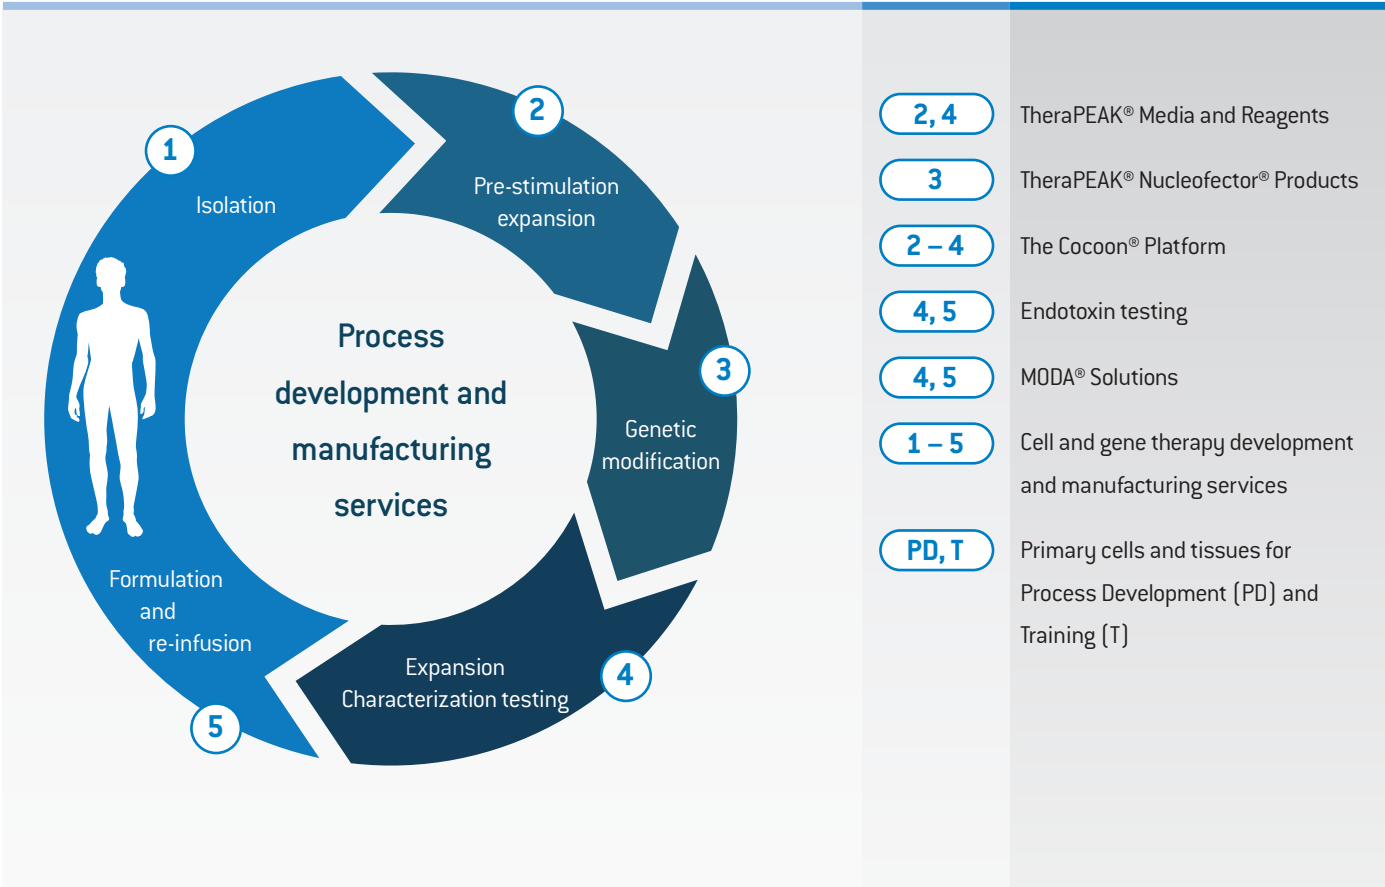 1
Isolation
2
Pre-stimulation
expansion
3
Genetic
modification
4
Expansion
Characterization testing
5
Formulation
and
re-infusion
Process
development and
manufacturing
services
2, 4 TheraPEAK® Media and Reagents
3 TheraPEAK® Nucleofector® Products
2 – 4 The Cocoon® Platform
4, 5 Endotoxin testing
4, 5 MODA® Solutions
1 – 5 Cell and gene therapy development
and manufacturing services
PD, T Primary cells and tissues for
Process Development (PD) and
Training (T)